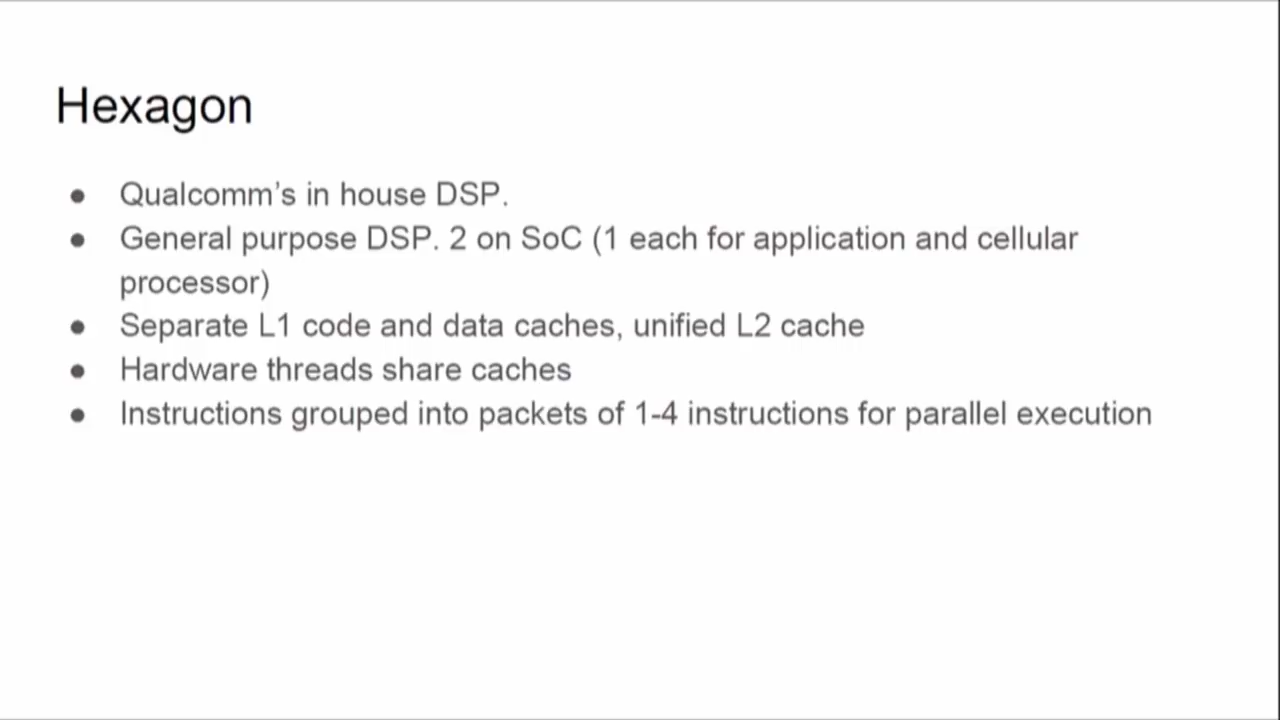 Hexagon
● Qualcomm’s in house DSP.
● General purpose DSP. 2 on SoC (1 each for application and cellular
processor)
● Separate L1 code and data caches, unified L2 cache
● Hardware threads share caches
● Instructions grouped into packets of 1-4 instructions for parallel execution